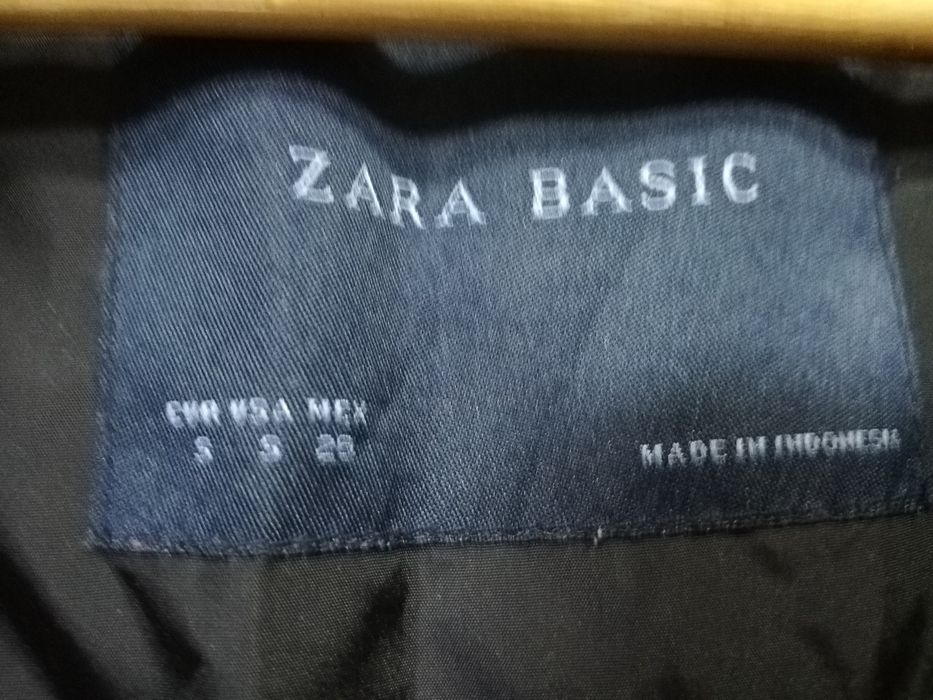 ZARA BASIC
EUR USA MEX
S S 26
MADE IN INDONESIA